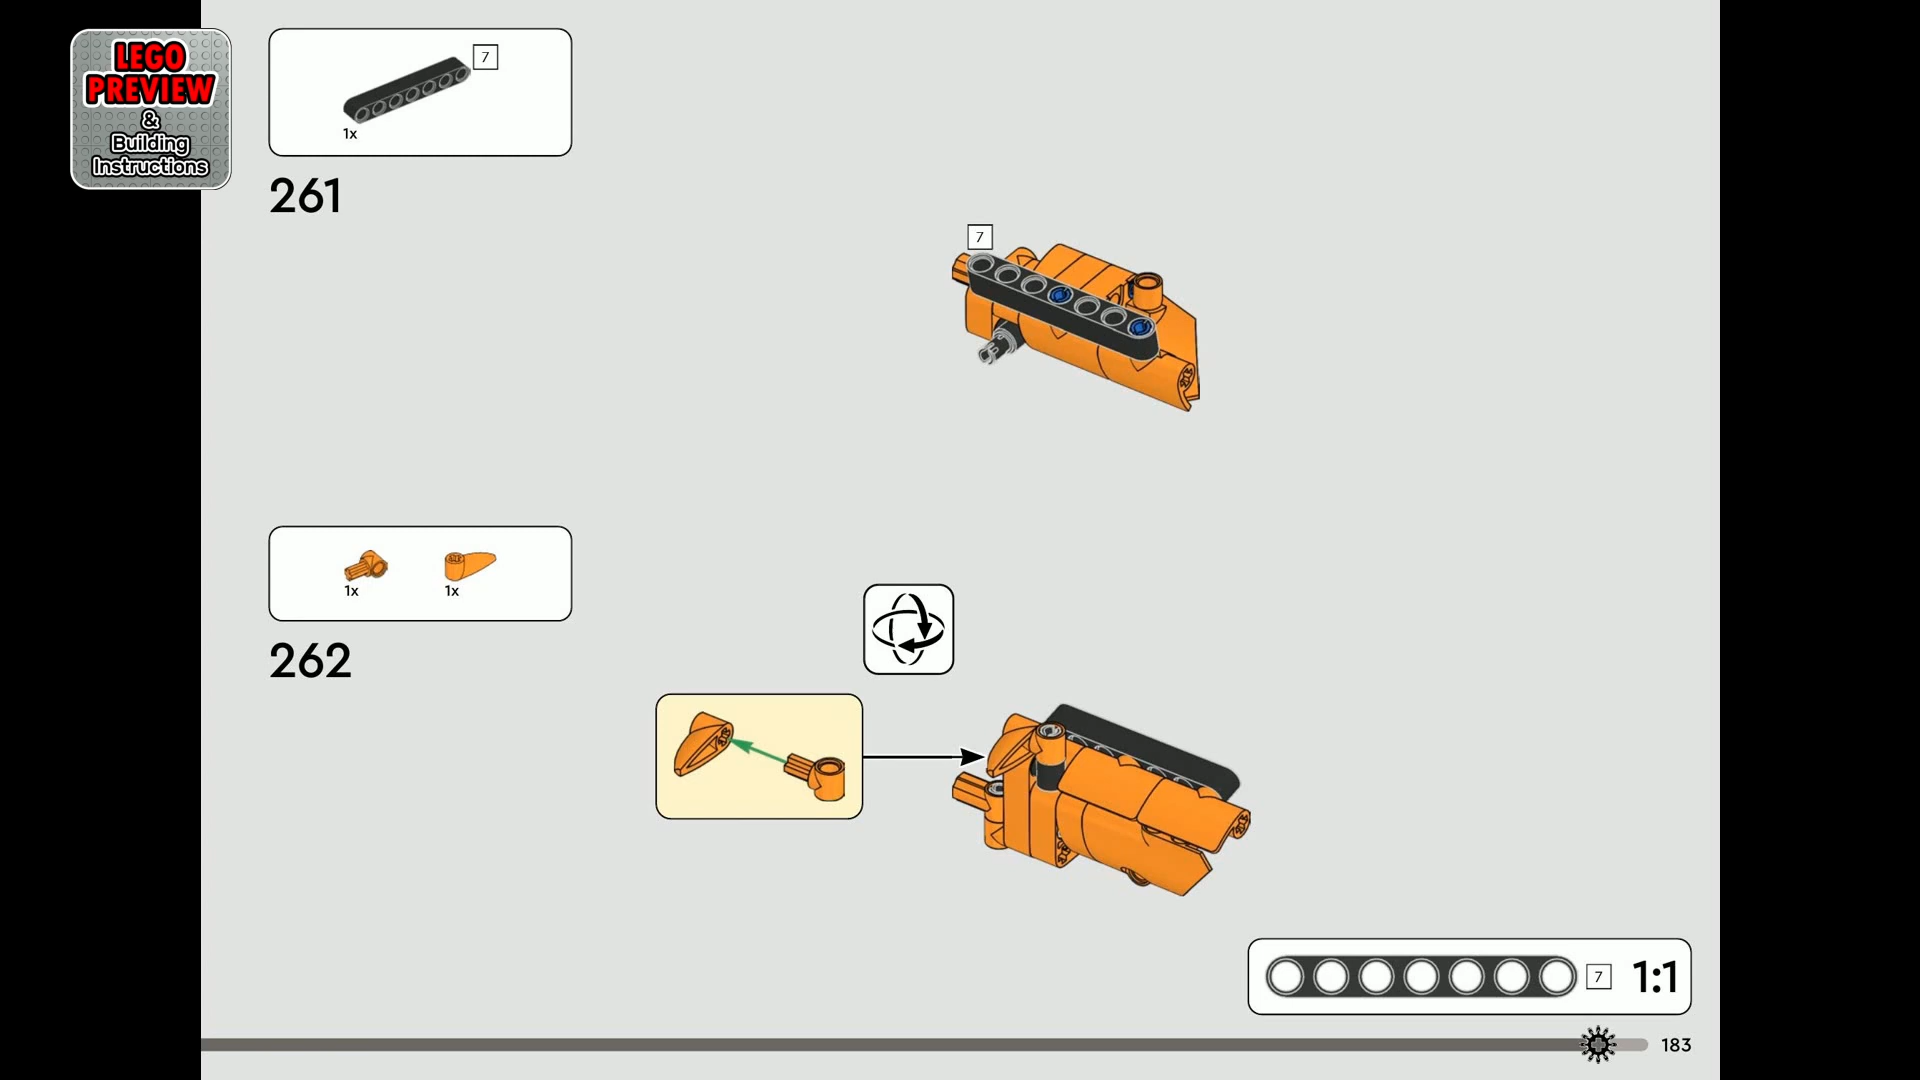 LEGO
PREVIEW
&
Building
Instructions
7
1x
261
7
1x
1x
262
7
1:1
183